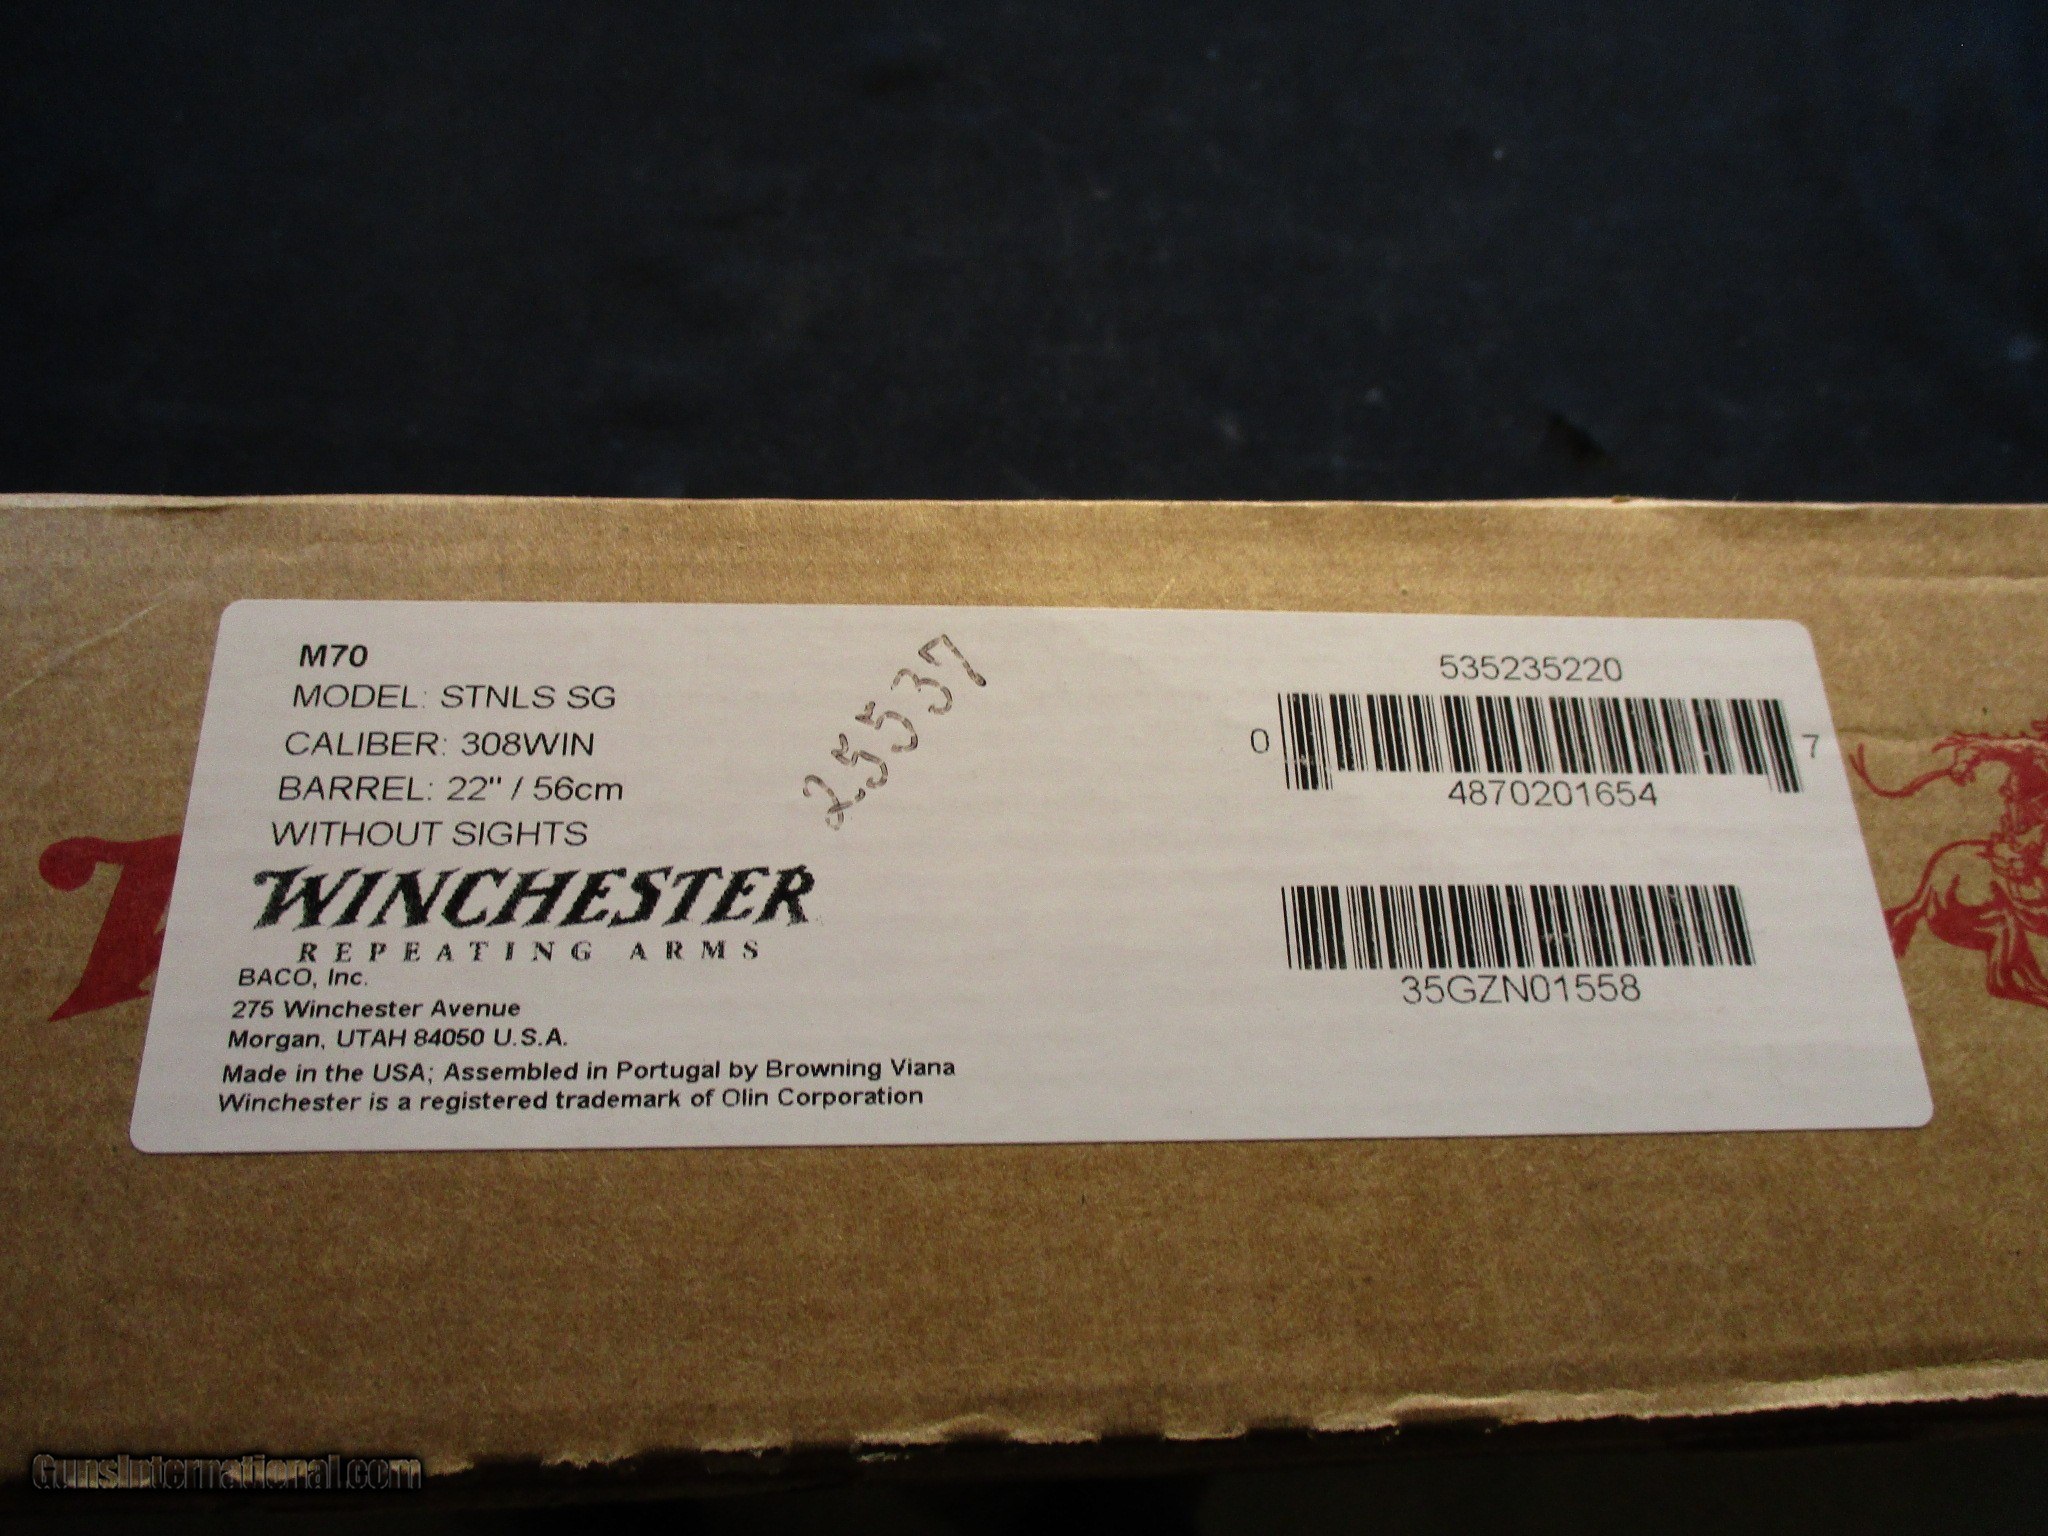 M70
MODEL: STNLS SG
CALIBER: 308WIN
BARREL: 22" / 56cm
WITHOUT SIGHTS
WINCHESTER
REPEATING ARMS
BACO, Inc.
275 Winchester Avenue
Morgan, UTAH 84050 U.S.A.
Made in the USA; Assembled in Portugal by Browning Viana
Winchester is a registered trademark of Olin Corporation
25537
535235220
0 4870201654 7
35GZN01558
GunsInternational.com